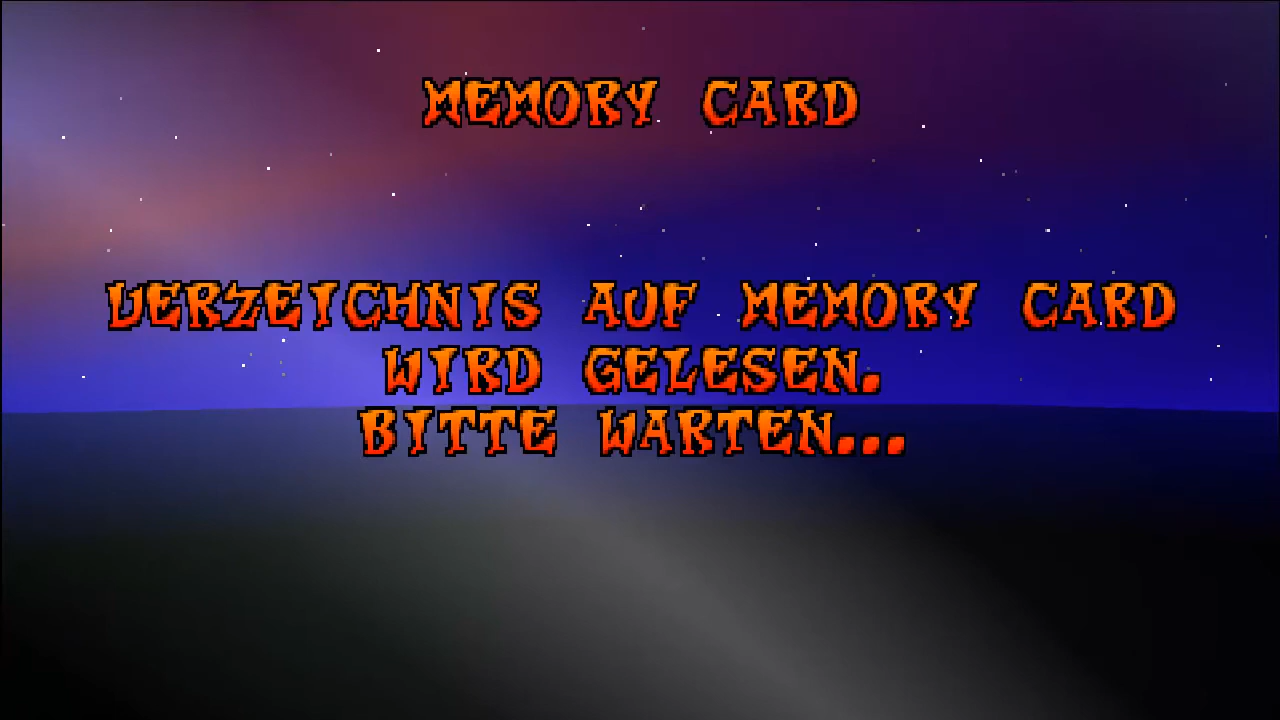 MEMORY CARD
VERZEICHNIS AUF MEMORY CARD
WIRD GELESEN.
BITTE WARTEN...